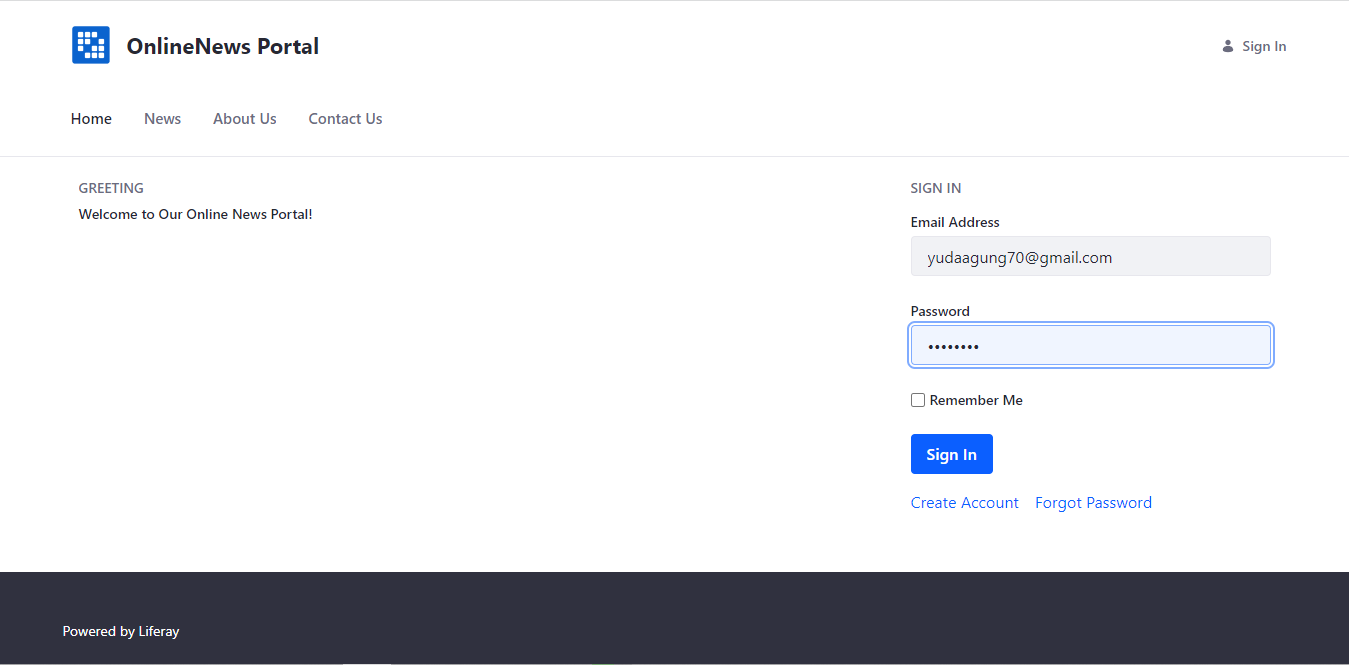 OnlineNews Portal
Sign In
Home News About Us Contact Us
GREETING
Welcome to Our Online News Portal!
SIGN IN
Email Address
yudaagung70@gmail.com
Password
••••••••
Remember Me
Sign In
Create Account Forgot Password
Powered by Liferay